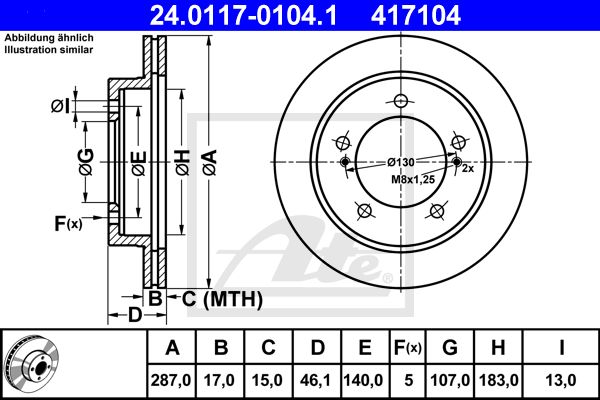 24.0117-0104.1 417104
Abbildung ähnlich
Illustration similar
ØI
ØG
ØE
ØH
ØA
F(x)
B
C (MTH)
D
Ø130
M8x1,25
2x
Ate
®
A B C D E F(x) G H I
287,0 17,0 15,0 46,1 140,0 5 107,0 183,0 13,0